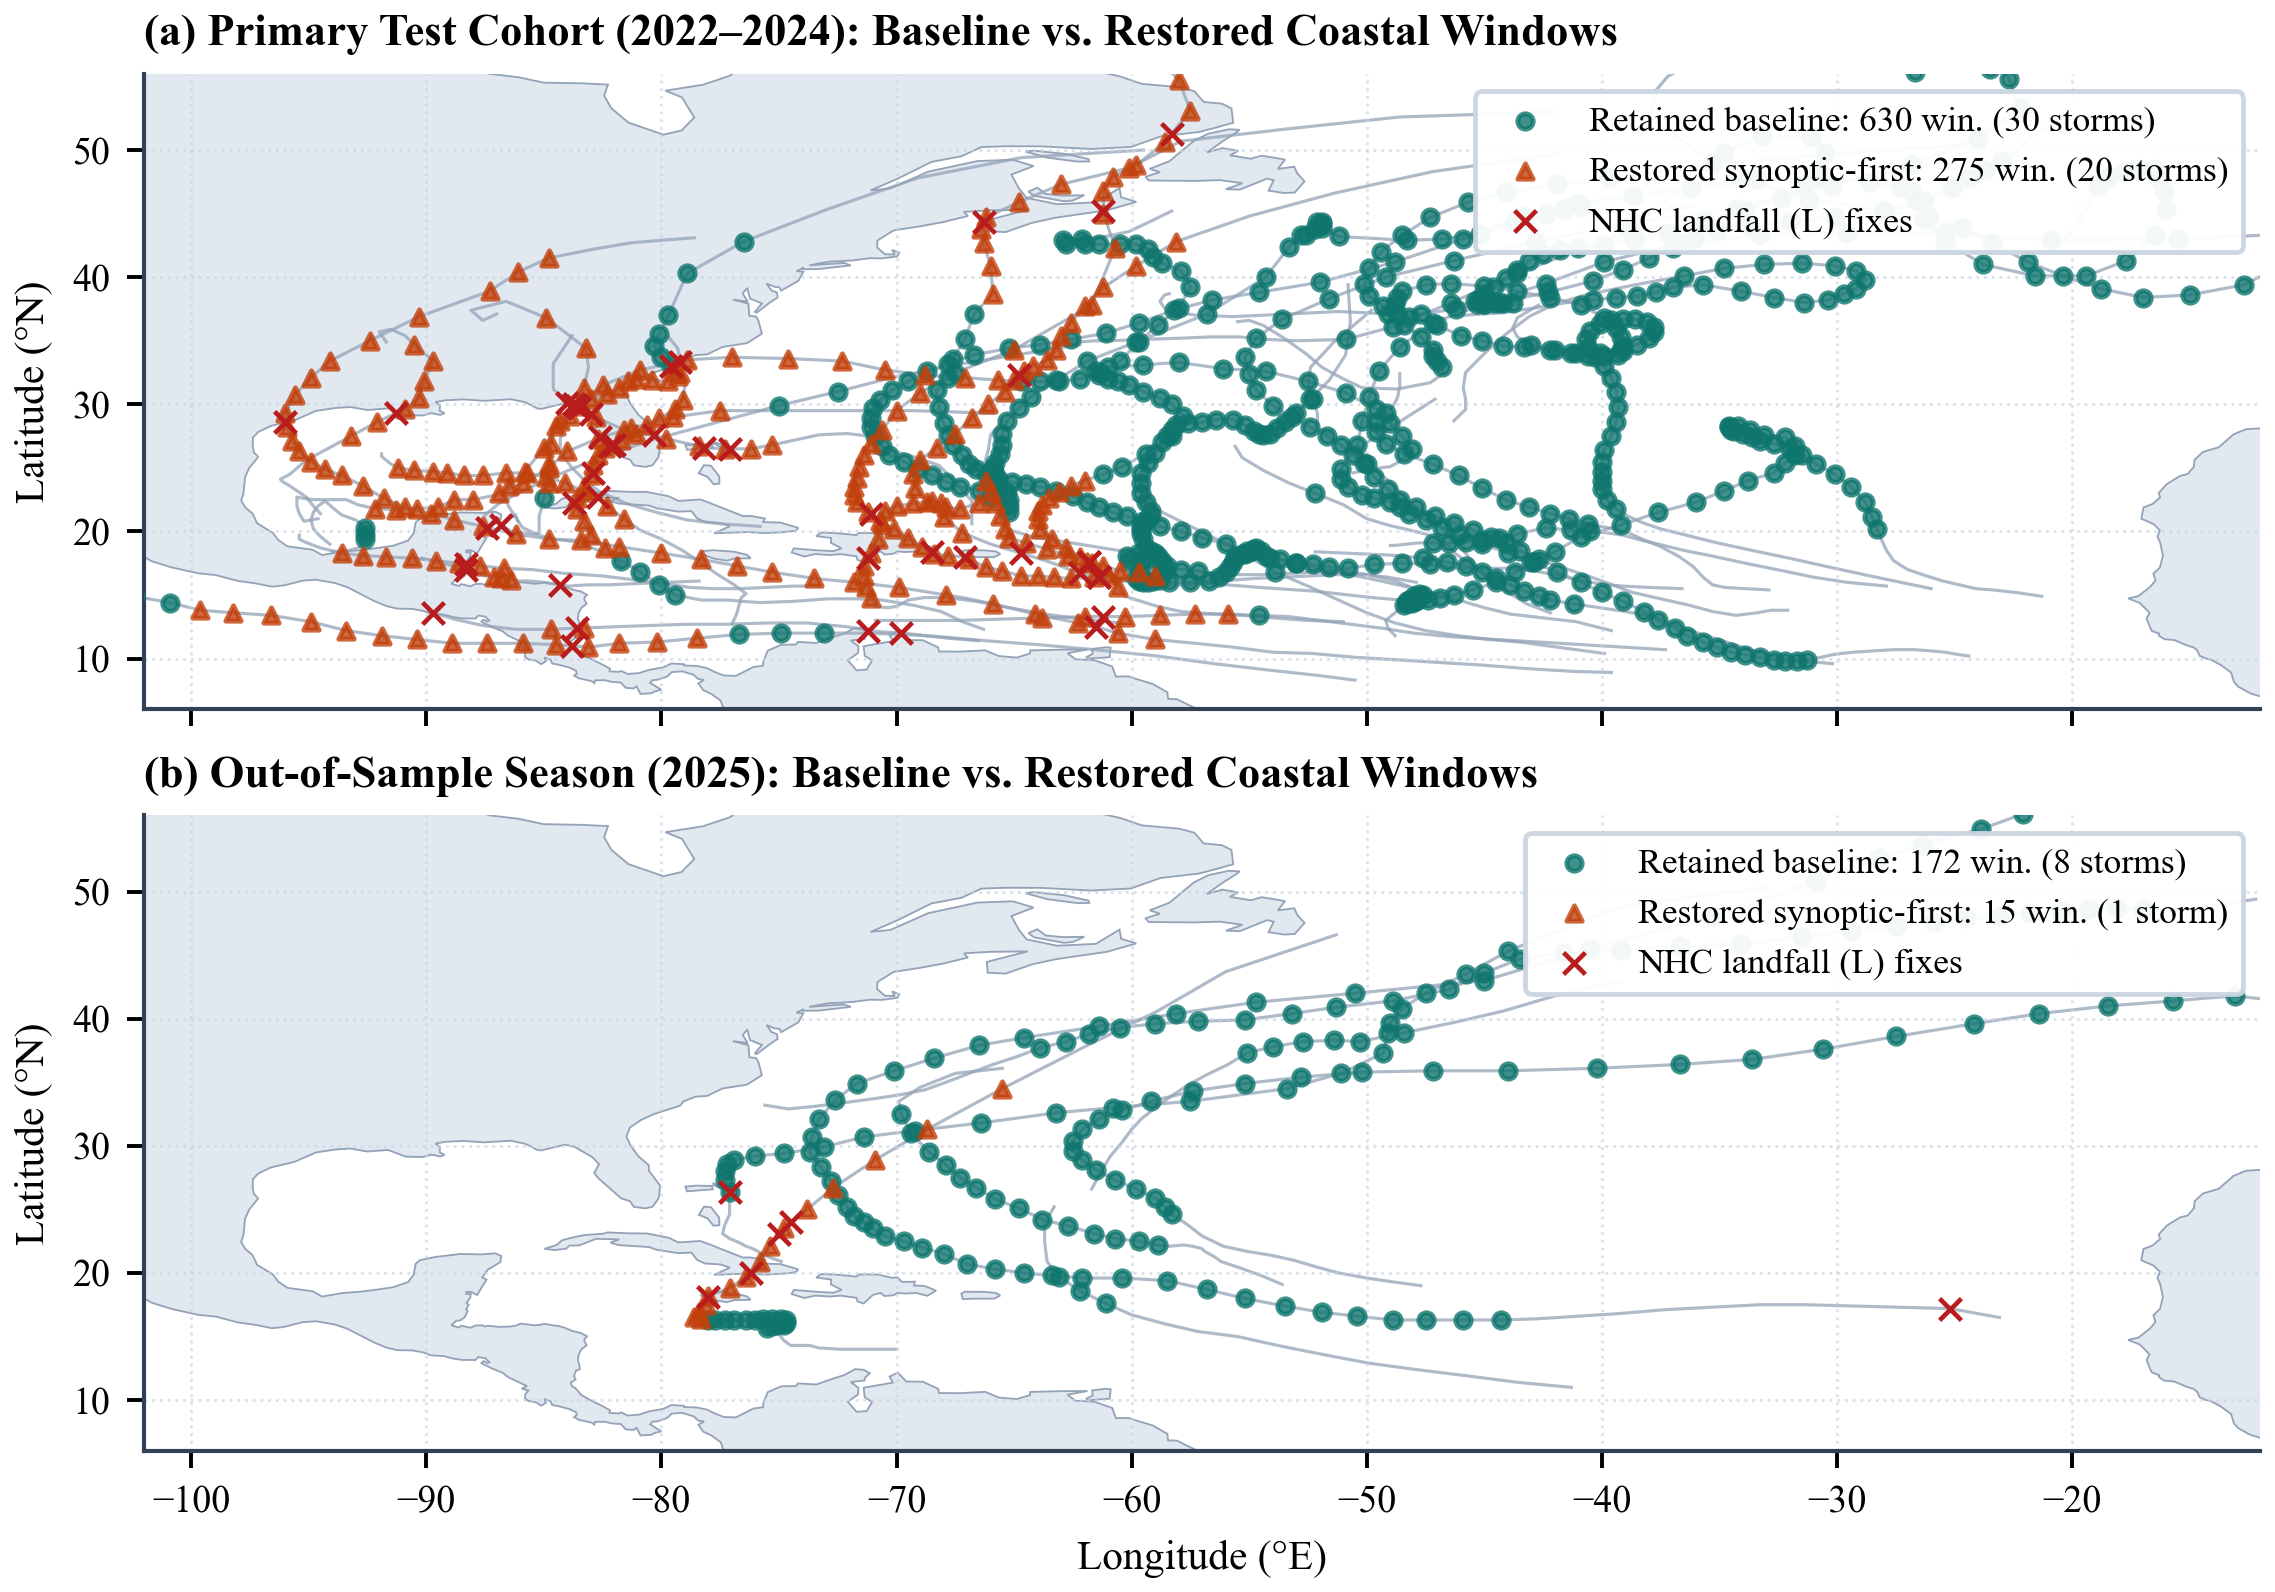 (a) Primary Test Cohort (2022–2024): Baseline vs. Restored Coastal Windows
Retained baseline: 630 win. (30 storms)
Restored synoptic-first: 275 win. (20 storms)
NHC landfall (L) fixes
Latitude (°N)
50
40
30
20
10
(b) Out-of-Sample Season (2025): Baseline vs. Restored Coastal Windows
Retained baseline: 172 win. (8 storms)
Restored synoptic-first: 15 win. (1 storm)
NHC landfall (L) fixes
Latitude (°N)
50
40
30
20
10
−100 −90 −80 −70 −60 −50 −40 −30 −20
Longitude (°E)